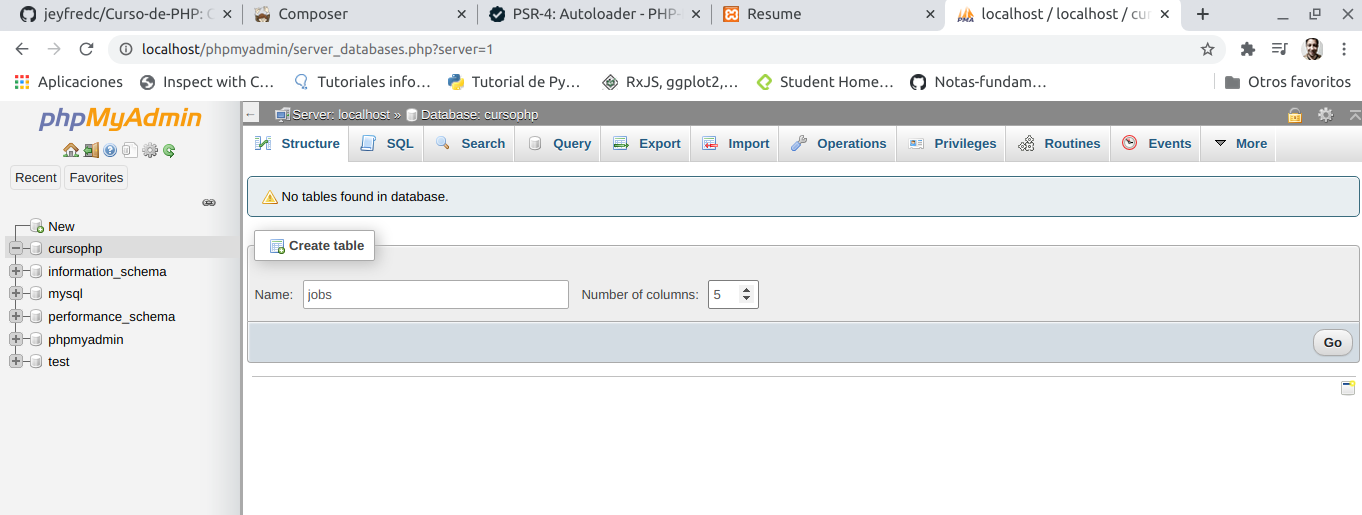 jeyfredc/Curso-de-PHP: C
Composer
PSR-4: Autoloader - PHP-
Resume
localhost / localhost / cur
localhost/phpmyadmin/server_databases.php?server=1
Aplicaciones
Inspect with C…
Tutoriales info…
Tutorial de Py…
RxJS, ggplot2,…
Student Home…
Notas-fundam…
Otros favoritos
phpMyAdmin
Recent
Favorites
New
cursophp
information_schema
mysql
performance_schema
phpmyadmin
test
Server: localhost » Database: cursophp
Structure
SQL
Search
Query
Export
Import
Operations
Privileges
Routines
Events
More
No tables found in database.
Create table
Name: jobs
Number of columns: 5
Go